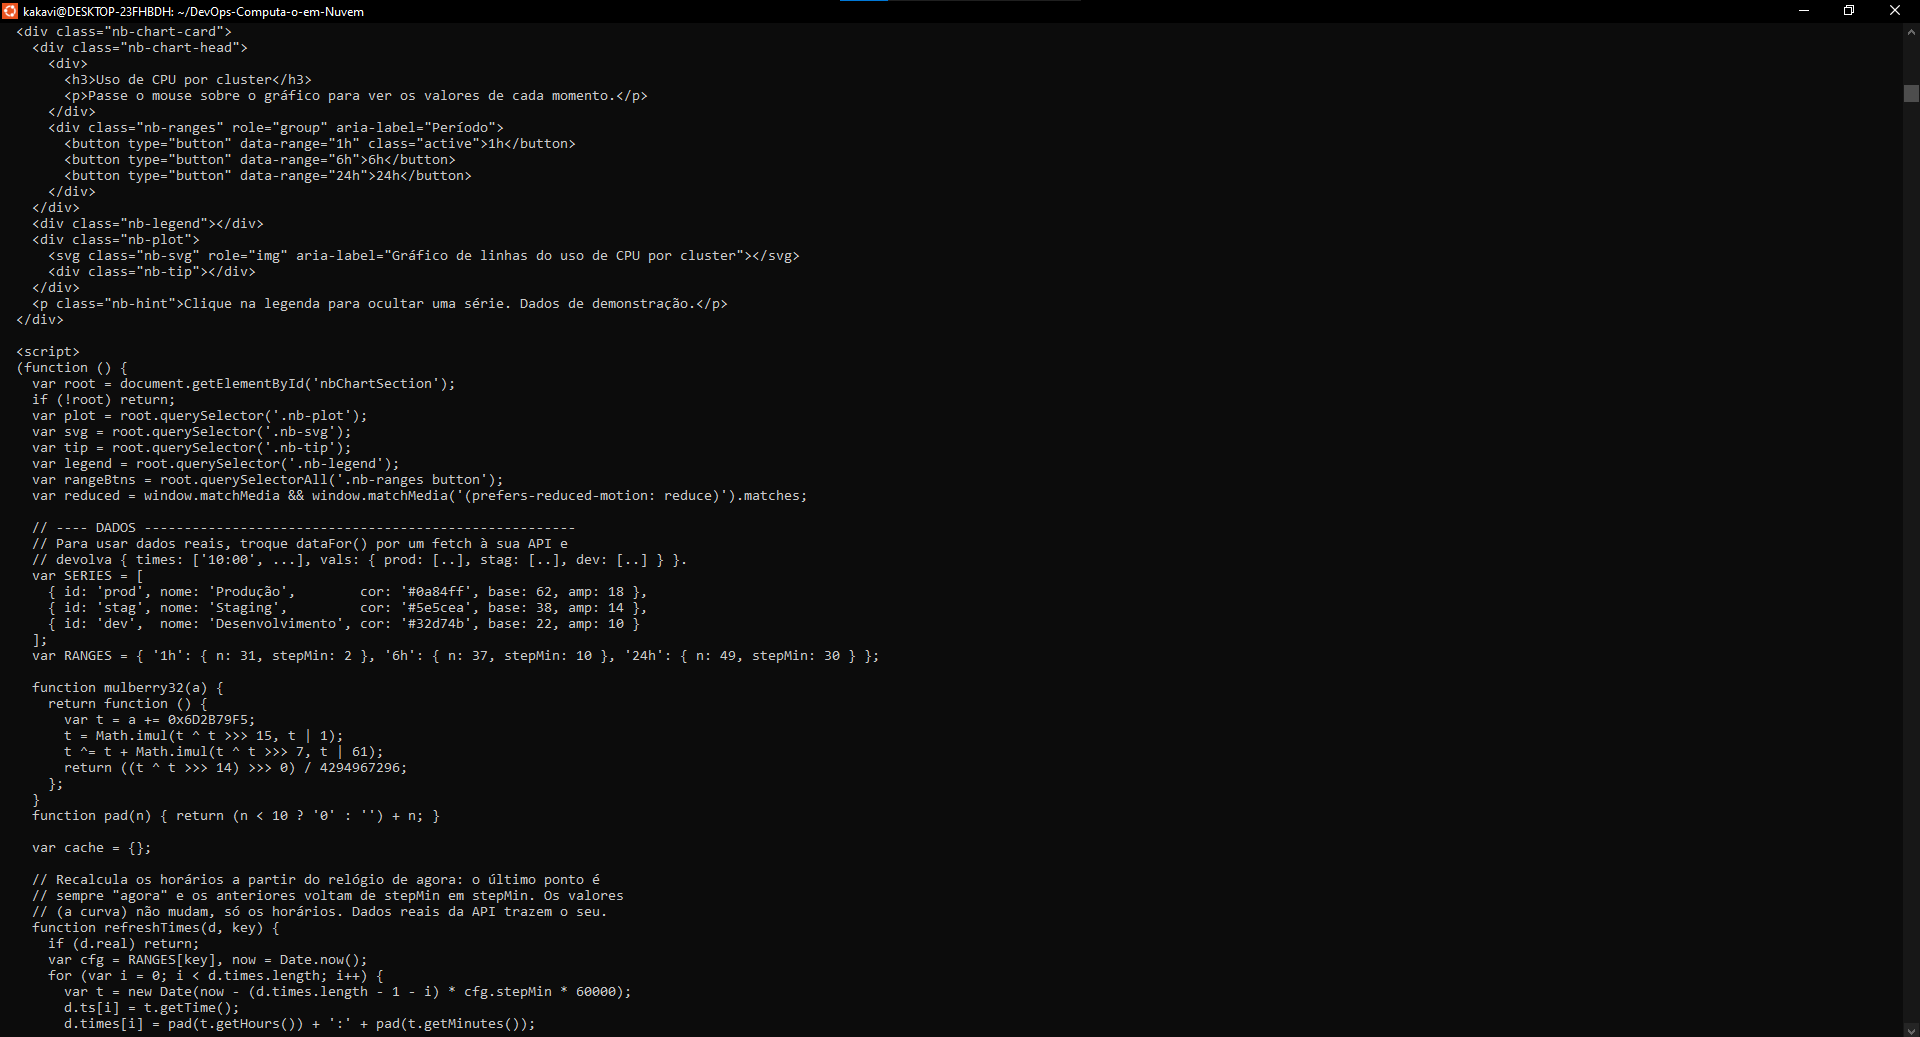 kakavi@DESKTOP-23FHBDH: ~/DevOps-Computa-o-em-Nuvem
<div class="nb-chart-card">
  <div class="nb-chart-head">
    <div>
      <h3>Uso de CPU por cluster</h3>
      <p>Passe o mouse sobre o gráfico para ver os valores de cada momento.</p>
    </div>
    <div class="nb-ranges" role="group" aria-label="Período">
      <button type="button" data-range="1h" class="active">1h</button>
      <button type="button" data-range="6h">6h</button>
      <button type="button" data-range="24h">24h</button>
    </div>
  </div>
  <div class="nb-legend"></div>
  <div class="nb-plot">
    <svg class="nb-svg" role="img" aria-label="Gráfico de linhas do uso de CPU por cluster"></svg>
    <div class="nb-tip"></div>
  </div>
  <p class="nb-hint">Clique na legenda para ocultar uma série. Dados de demonstração.</p>
</div>

<script>
(function () {
  var root = document.getElementById('nbChartSection');
  if (!root) return;
  var plot = root.querySelector('.nb-plot');
  var svg = root.querySelector('.nb-svg');
  var tip = root.querySelector('.nb-tip');
  var legend = root.querySelector('.nb-legend');
  var rangeBtns = root.querySelectorAll('.nb-ranges button');
  var reduced = window.matchMedia && window.matchMedia('(prefers-reduced-motion: reduce)').matches;

  // ---- DADOS ------------------------------------------------------
  // Para usar dados reais, troque dataFor() por um fetch à sua API e
  // devolva { times: ['10:00', ...], vals: { prod: [..], stag: [..], dev: [..] } }.
  var SERIES = [
    { id: 'prod', nome: 'Produção',        cor: '#0a84ff', base: 62, amp: 18 },
    { id: 'stag', nome: 'Staging',         cor: '#5e5cea', base: 38, amp: 14 },
    { id: 'dev',  nome: 'Desenvolvimento', cor: '#32d74b', base: 22, amp: 10 }
  ];
  var RANGES = { '1h': { n: 31, stepMin: 2 }, '6h': { n: 37, stepMin: 10 }, '24h': { n: 49, stepMin: 30 } };

  function mulberry32(a) {
    return function () {
      var t = a += 0x6D2B79F5;
      t = Math.imul(t ^ t >>> 15, t | 1);
      t ^= t + Math.imul(t ^ t >>> 7, t | 61);
      return ((t ^ t >>> 14) >>> 0) / 4294967296;
    };
  }
  function pad(n) { return (n < 10 ? '0' : '') + n; }

  var cache = {};

  // Recalcula os horários a partir do relógio de agora: o último ponto é
  // sempre "agora" e os anteriores voltam de stepMin em stepMin. Os valores
  // (a curva) não mudam, só os horários. Dados reais da API trazem o seu.
  function refreshTimes(d, key) {
    if (d.real) return;
    var cfg = RANGES[key], now = Date.now();
    for (var i = 0; i < d.times.length; i++) {
      var t = new Date(now - (d.times.length - 1 - i) * cfg.stepMin * 60000);
      d.ts[i] = t.getTime();
      d.times[i] = pad(t.getHours()) + ':' + pad(t.getMinutes());